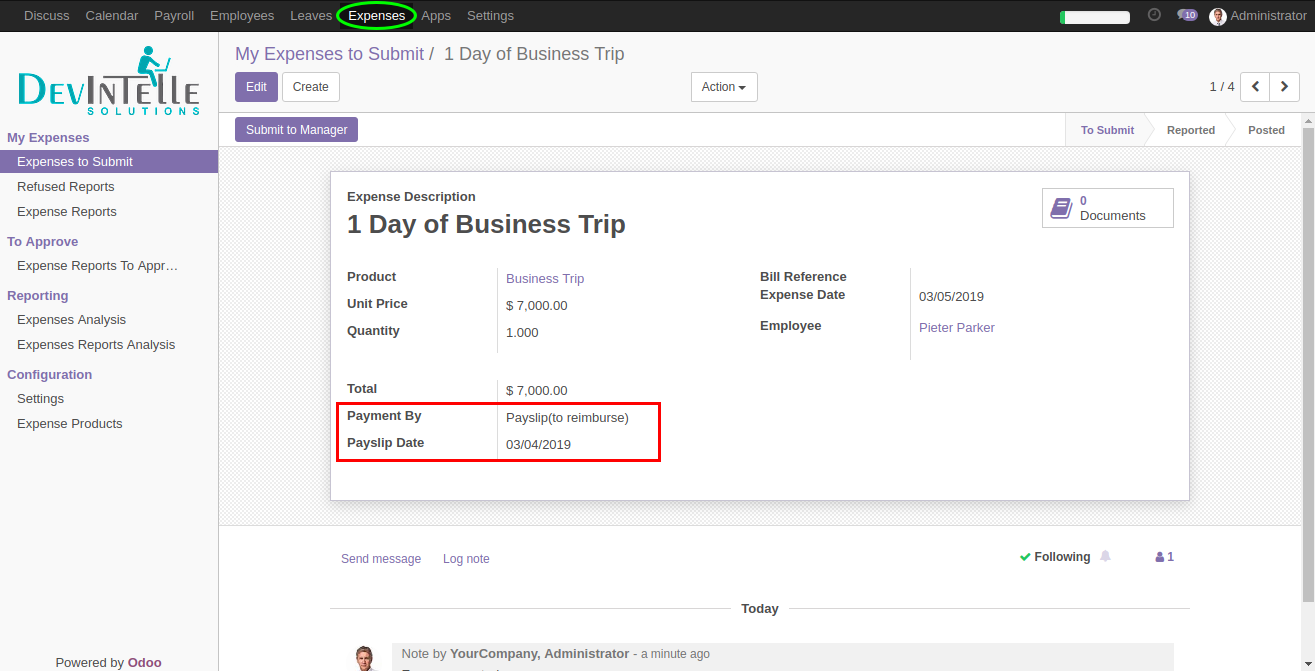 Discuss Calendar Payroll Employees Leaves Expenses Apps Settings 10 Administrator
DEVINTELLE
SOLUTIONS
My Expenses to Submit / 1 Day of Business Trip
Edit Create Action 1 / 4
Submit to Manager To Submit Reported Posted
My Expenses
Expenses to Submit
Refused Reports
Expense Reports
To Approve
Expense Reports To Appr…
Reporting
Expenses Analysis
Expenses Reports Analysis
Configuration
Settings
Expense Products
Powered by Odoo
Expense Description
1 Day of Business Trip
0
Documents
Product Business Trip
Unit Price $ 7,000.00
Quantity 1.000
Bill Reference
Expense Date 03/05/2019
Employee Pieter Parker
Total $ 7,000.00
Payment By Payslip(to reimburse)
Payslip Date 03/04/2019
Send message Log note Following 1
Today
Note by YourCompany, Administrator - a minute ago